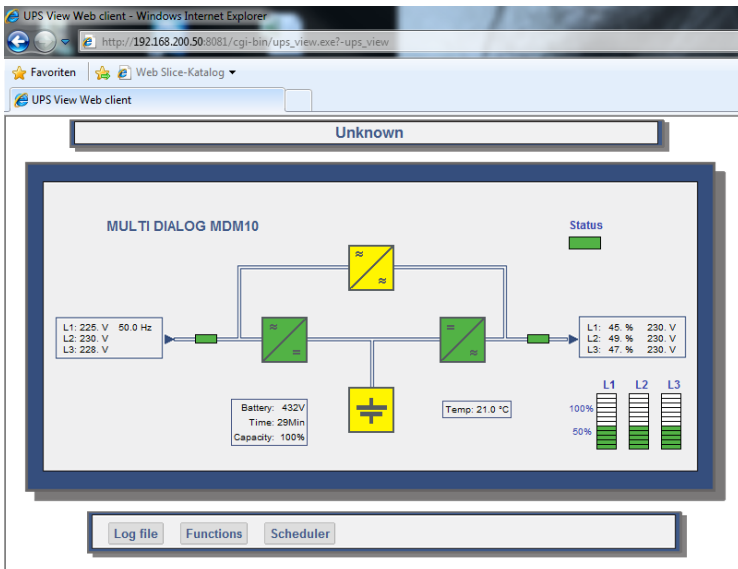 UPS View Web client - Windows Internet Explorer
http://192.168.200.50:8081/cgi-bin/ups_view.exe?-ups_view
Favoriten
Web Slice-Katalog
UPS View Web client
Unknown
MULTI DIALOG MDM10
Status
L1: 225. V 50.0 Hz
L2: 230. V
L3: 228. V
L1: 45. % 230. V
L2: 49. % 230. V
L3: 47. % 230. V
Battery: 432V
Time: 29Min
Capacity: 100%
Temp: 21.0 °C
L1 L2 L3
100%
50%
Log file Functions Scheduler